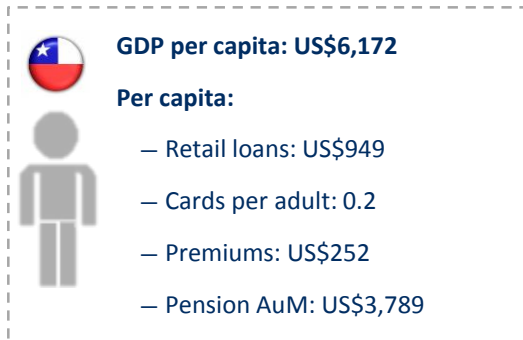 GDP per capita: US$6,172
Per capita:
— Retail loans: US$949
— Cards per adult: 0.2
— Premiums: US$252
— Pension AuM: US$3,789